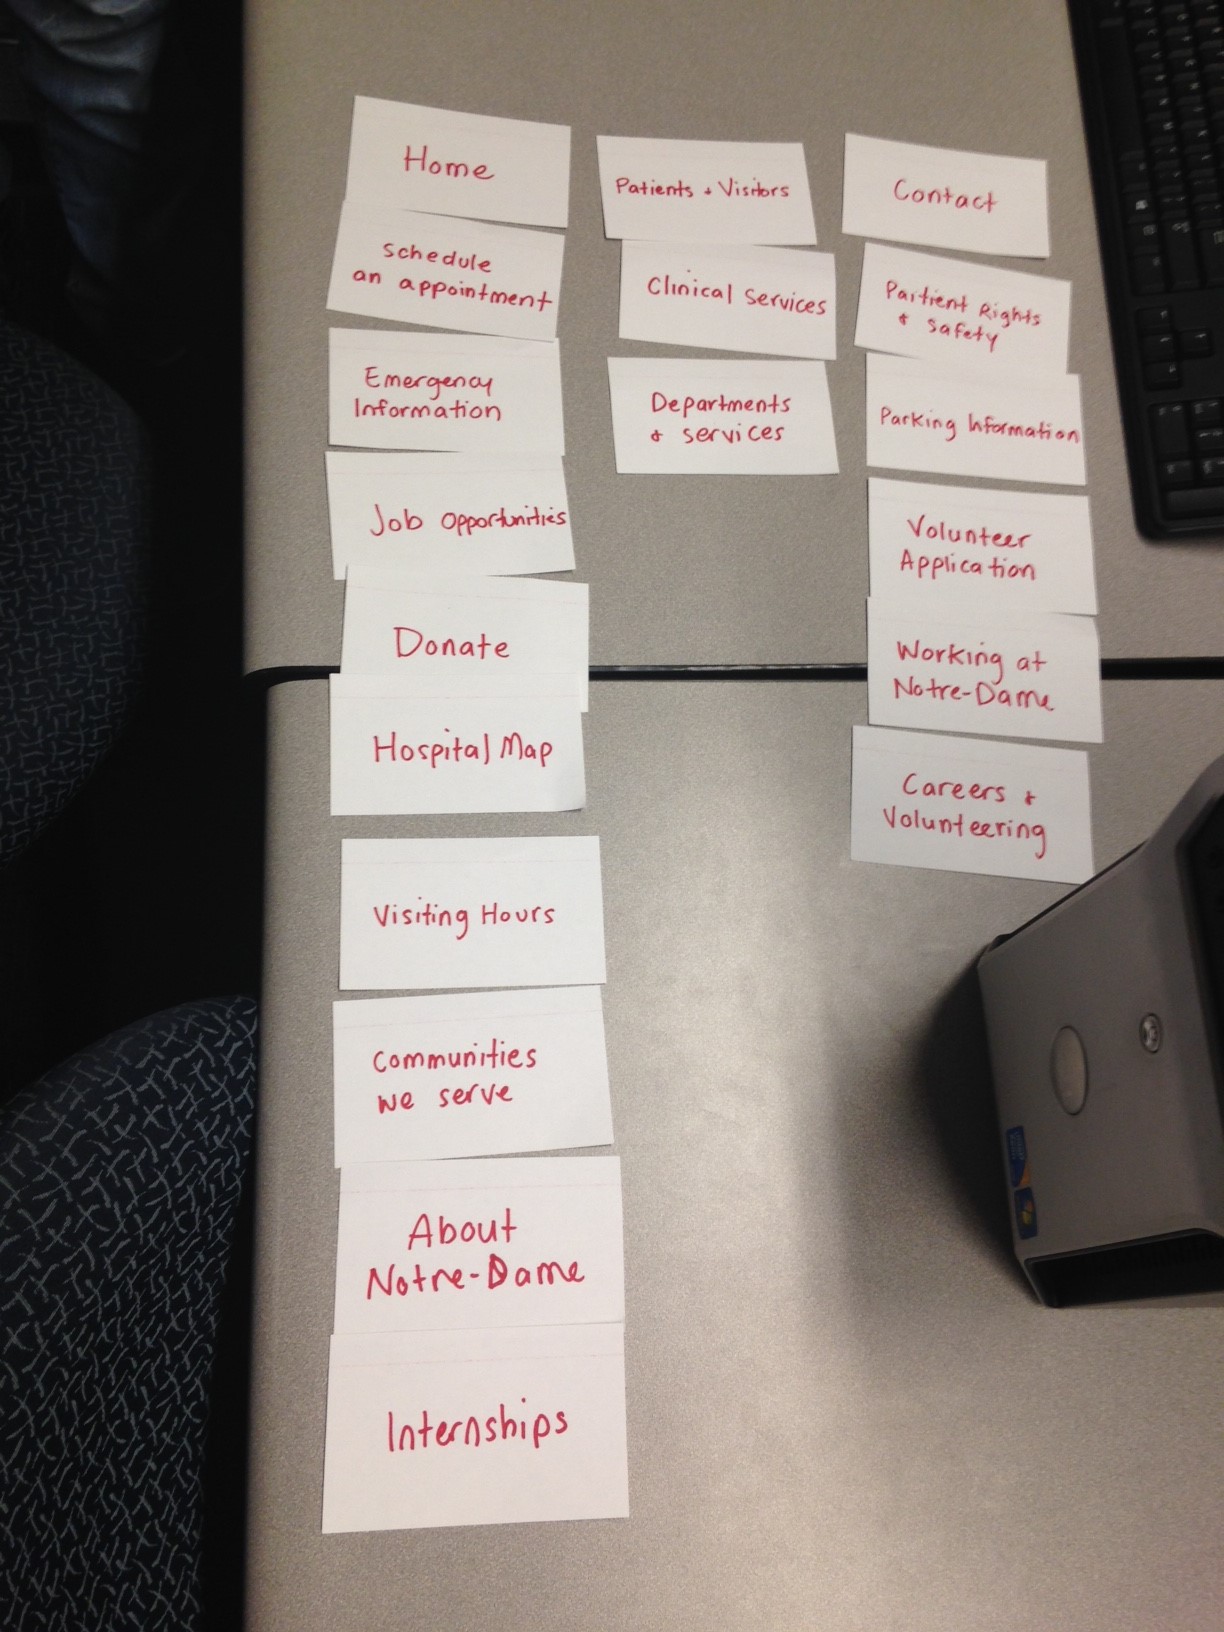 Home
Schedule
an appointment
Emergency
Information
Job Opportunities
Donate
Hospital Map
Visiting Hours
Communities
we serve
About
Notre-Dame
Internships
Patients + Visitors
Clinical Services
Departments
& services
Contact
Partient Rights
& Safety
Parking Information
Volunteer
Application
Working at
Notre-Dame
Careers &
Volunteering